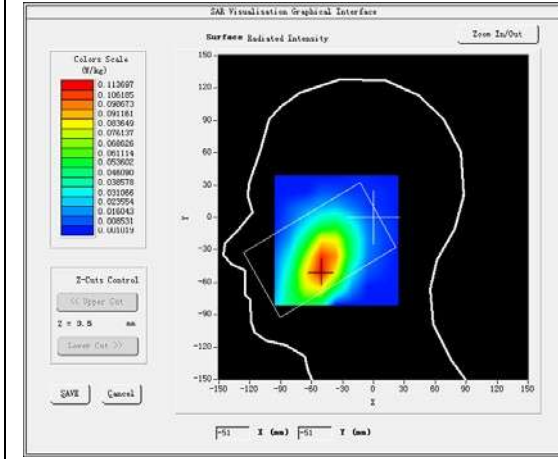 SAR Visualisation Graphical Interface
Surface Radiated Intensity
Zoom In/Out
Colors Scale
(W/kg)
0.113697
0.106185
0.098673
0.091161
0.083649
0.076137
0.068626
0.061114
0.053602
0.046090
0.038578
0.031066
0.023554
0.016043
0.008531
0.001019
Z-Cuts Control
<< Upper Cut
Z = 3.5 mm
Lower Cut >>
SAVE Cancel
150
120
90
60
30
0
-30
-60
-90
-120
-150
Y
-150 -120 -90 -60 -30 0 30 60 90 120 150
X
-51 X (mm) -51 Y (mm)